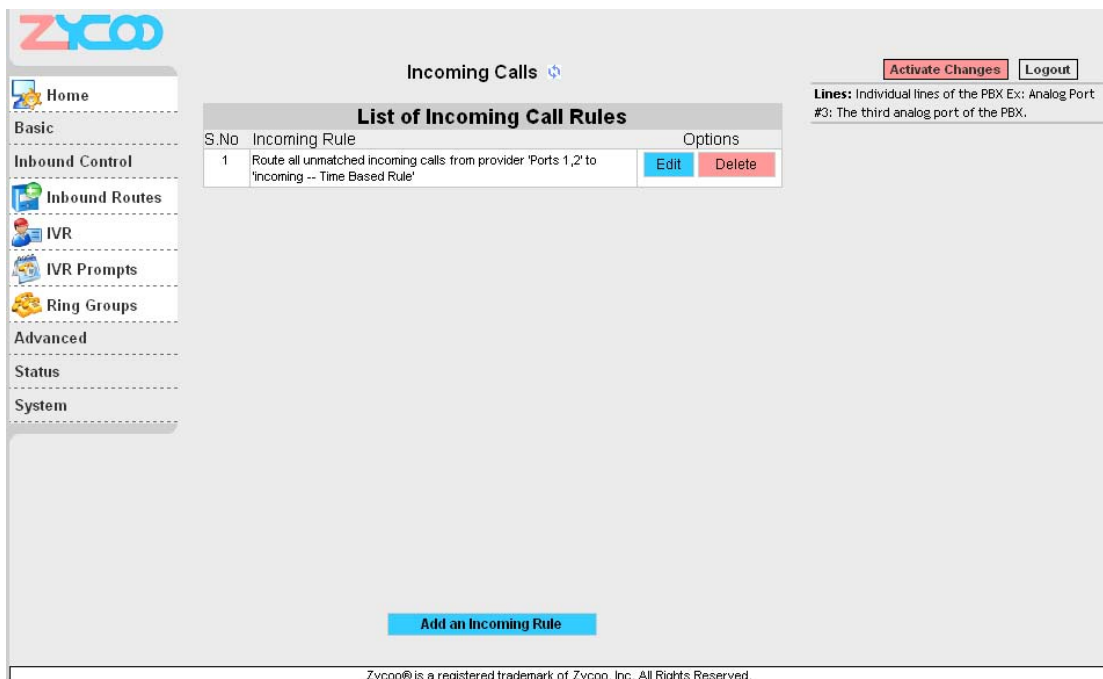 ZYCOO
Incoming Calls
Activate Changes
Logout
Lines: Individual lines of the PBX Ex: Analog Port
#3: The third analog port of the PBX.
Home
Basic
Inbound Control
Inbound Routes
IVR
IVR Prompts
Ring Groups
Advanced
Status
System
List of Incoming Call Rules
S.No Incoming Rule Options
1 Route all unmatched incoming calls from provider 'Ports 1,2' to
'incoming -- Time Based Rule'
Edit Delete
Add an Incoming Rule
Zycoo® is a registered trademark of Zycoo, Inc. All Rights Reserved.